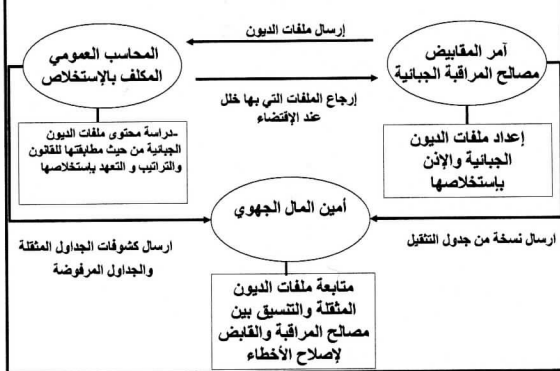 إرسال ملفات الديون
آمر المقابيض
مصالح المراقبة الجبائية
المحاسب العمومي
المكلف بالإستخلاص
إرجاع الملفات التي بها خلل
عند الإقتضاء
إعداد ملفات الديون
الجبائية والإذن
بإستخلاصها
-دراسة محتوى ملفات الديون
الجبائية من حيث مطابقتها للقانون
والتراتيب و التعهد بإستخلاصها
أمين المال الجهوي
ارسال نسخة من جدول التثقيل
ارسال كشوفات الجداول المثقلة
والجداول المرفوضة
متابعة ملفات الديون
المثقلة والتنسيق بين
مصالح المراقبة والقابض
لإصلاح الأخطاء